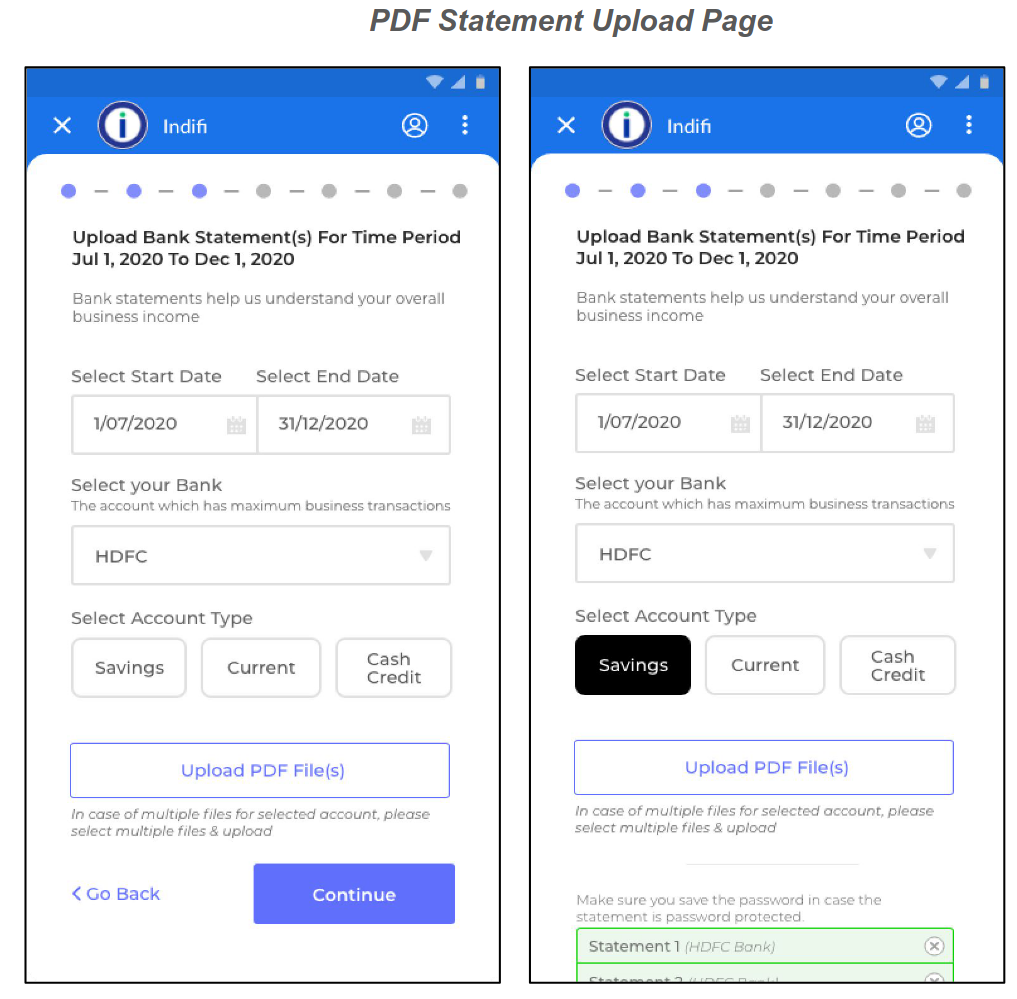 PDF Statement Upload Page
Indifi
Upload Bank Statement(s) For Time Period
Jul 1, 2020 To Dec 1, 2020
Bank statements help us understand your overall
business income
Select Start Date Select End Date
1/07/2020 31/12/2020
Select your Bank
The account which has maximum business transactions
HDFC
Select Account Type
Savings Current Cash
Credit
Upload PDF File(s)
In case of multiple files for selected account, please
select multiple files & upload
Go Back Continue
Indifi
Upload Bank Statement(s) For Time Period
Jul 1, 2020 To Dec 1, 2020
Bank statements help us understand your overall
business income
Select Start Date Select End Date
1/07/2020 31/12/2020
Select your Bank
The account which has maximum business transactions
HDFC
Select Account Type
Savings Current Cash
Credit
Upload PDF File(s)
In case of multiple files for selected account, please
select multiple files & upload
Make sure you save the password in case the
statement is password protected.
Statement 1 (HDFC Bank)
Statement 2 (HDFC Bank)